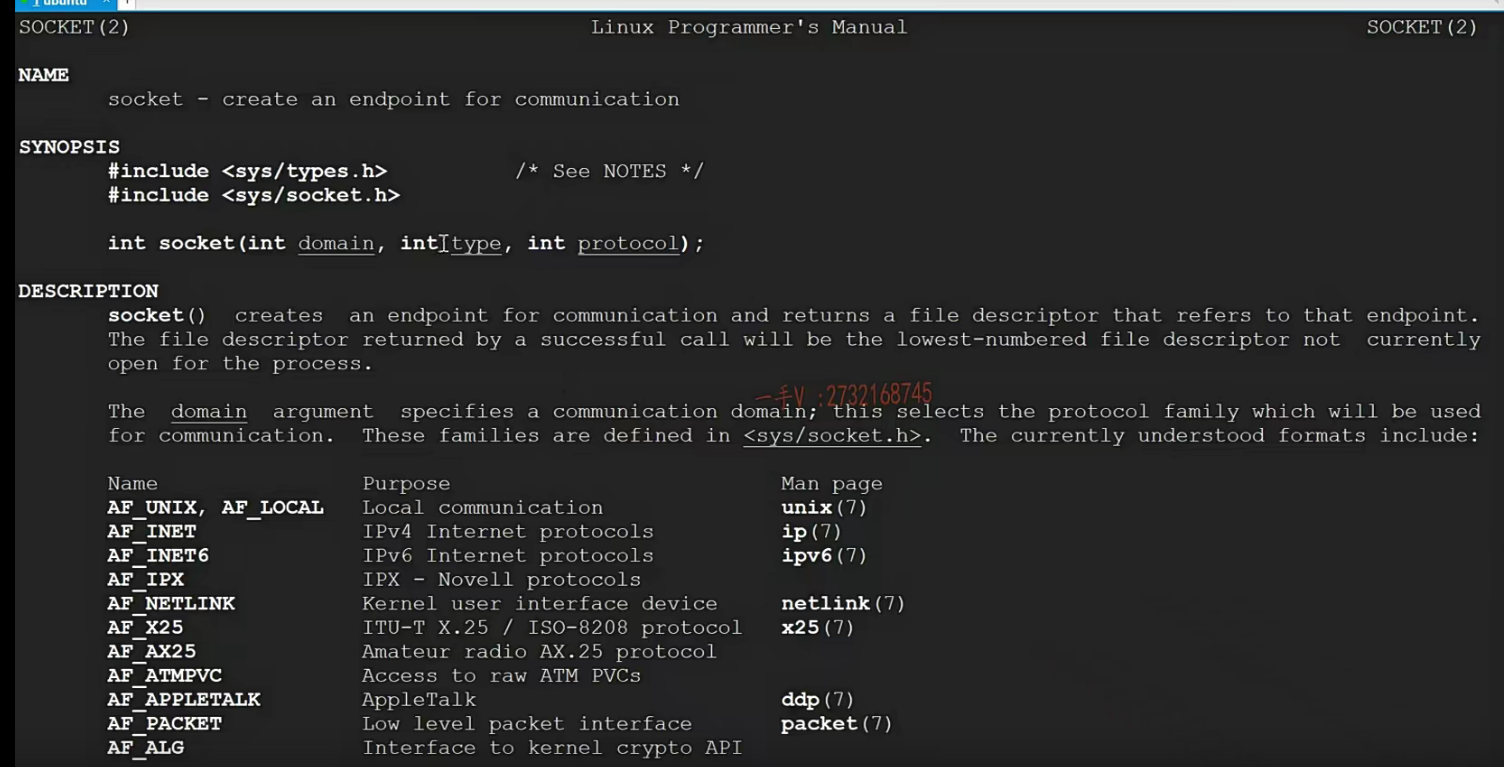 1 ubuntu × +
SOCKET(2) Linux Programmer's Manual SOCKET(2)
NAME
socket - create an endpoint for communication
SYNOPSIS
#include <sys/types.h> /* See NOTES */
#include <sys/socket.h>
int socket(int domain, int type, int protocol);
DESCRIPTION
socket() creates an endpoint for communication and returns a file descriptor that refers to that endpoint.
The file descriptor returned by a successful call will be the lowest-numbered file descriptor not currently
open for the process.
一手V :2732168745
The domain argument specifies a communication domain; this selects the protocol family which will be used
for communication. These families are defined in <sys/socket.h>. The currently understood formats include:
Name Purpose Man page
AF_UNIX, AF_LOCAL Local communication unix(7)
AF_INET IPv4 Internet protocols ip(7)
AF_INET6 IPv6 Internet protocols ipv6(7)
AF_IPX IPX - Novell protocols
AF_NETLINK Kernel user interface device netlink(7)
AF_X25 ITU-T X.25 / ISO-8208 protocol x25(7)
AF_AX25 Amateur radio AX.25 protocol
AF_ATMPVC Access to raw ATM PVCs
AF_APPLETALK AppleTalk ddp(7)
AF_PACKET Low level packet interface packet(7)
AF_ALG Interface to kernel crypto API